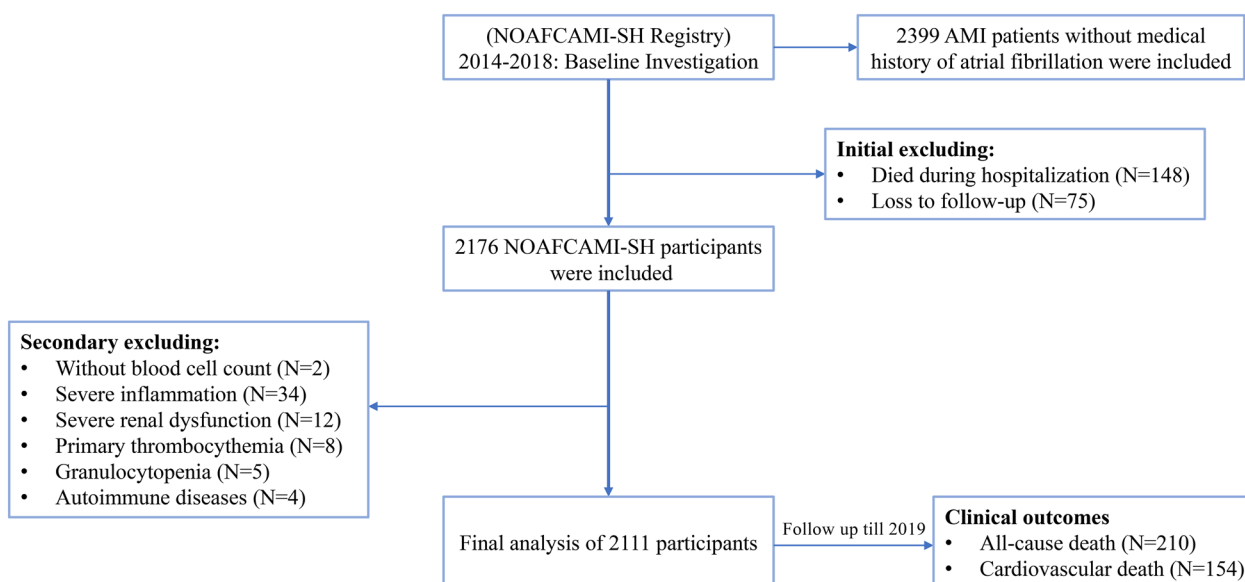 (NOAFCAMI-SH Registry)
2014-2018: Baseline Investigation
2399 AMI patients without medical
history of atrial fibrillation were included
Initial excluding:
• Died during hospitalization (N=148)
• Loss to follow-up (N=75)
2176 NOAFCAMI-SH participants
were included
Secondary excluding:
• Without blood cell count (N=2)
• Severe inflammation (N=34)
• Severe renal dysfunction (N=12)
• Primary thrombocythemia (N=8)
• Granulocytopenia (N=5)
• Autoimmune diseases (N=4)
Final analysis of 2111 participants
Follow up till 2019
Clinical outcomes
• All-cause death (N=210)
• Cardiovascular death (N=154)